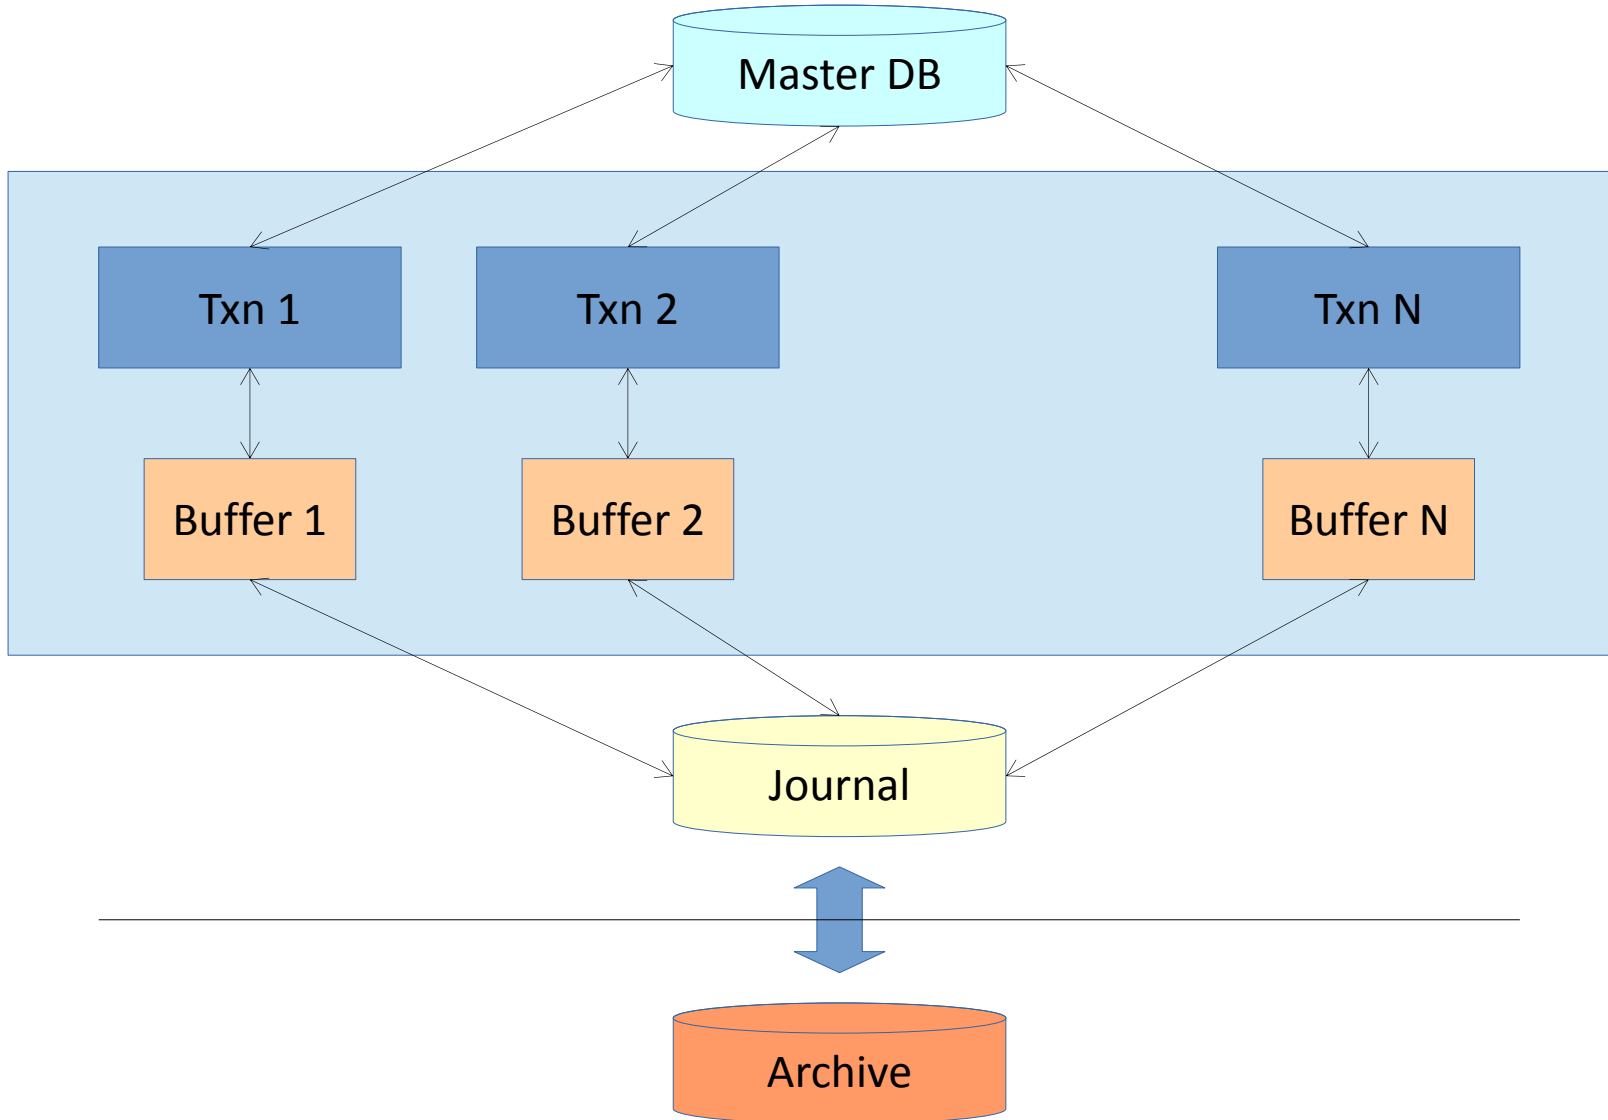 Master DB
Txn 1
Txn 2
Txn N
Buffer 1
Buffer 2
Buffer N
Journal
Archive